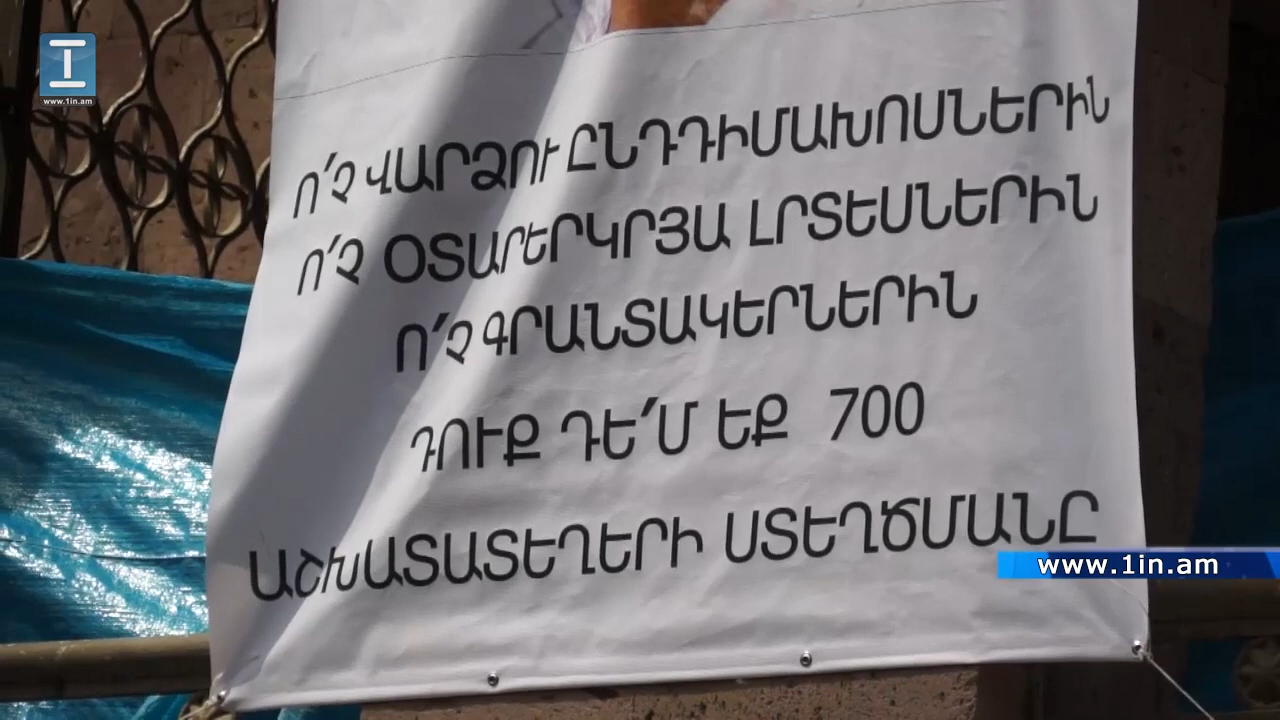 www.1in.am
Ո՛Չ ՎԱՐՁՈՒ ԸՆԴԴԻՄԱԽՈՍՆԵՐԻՆ
Ո՛Չ ՕՏԱՐԵՐԿՐՅԱ ԼՐՏԵՍՆԵՐԻՆ
Ո՛Չ ԳՐԱՆՏԱԿԵՐՆԵՐԻՆ
ԴՈՒՔ ԴԵ՛Մ ԵՔ 700
ԱՇԽԱՏԱՏԵՂԵՐԻ ՍՏԵՂԾՄԱՆԸ
www.1in.am